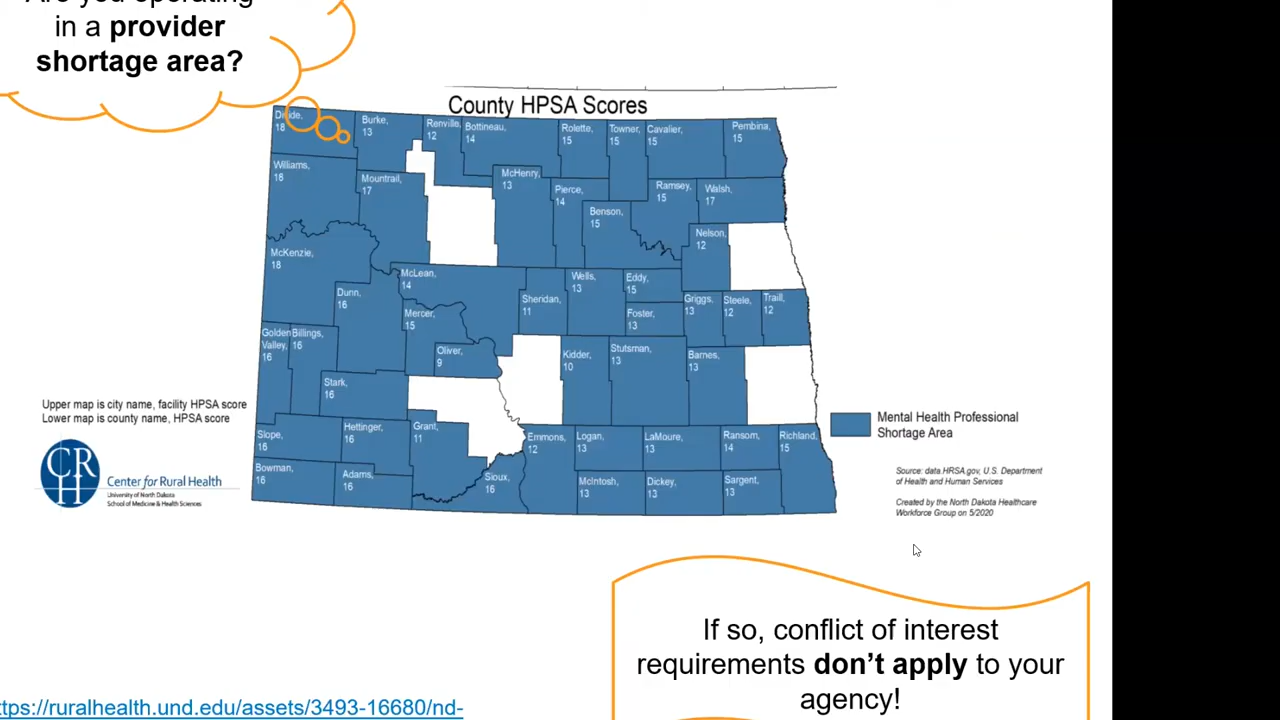 Are you operating
in a provider
shortage area?
County HPSA Scores
Divide,
18
Burke,
13
Renville,
12
Bottineau,
14
Rolette,
15
Towner,
15
Cavalier,
15
Pembina,
15
Williams,
18
Mountrail,
17
McHenry,
13
Pierce,
14
Benson,
15
Ramsey,
15
Walsh,
17
Nelson,
12
McKenzie,
18
Dunn,
16
McLean,
14
Mercer,
15
Oliver,
9
Sheridan,
11
Wells,
13
Eddy,
15
Foster,
13
Griggs,
13
Steele,
12
Traill,
12
Golden
Valley,
16
Billings,
16
Stark,
16
Kidder,
10
Stutsman,
13
Barnes,
13
Slope,
16
Hettinger,
16
Grant,
11
Bowman,
16
Adams,
16
Sioux,
16
Emmons,
12
Logan,
13
LaMoure,
13
Ransom,
14
Richland,
15
McIntosh,
13
Dickey,
13
Sargent,
13
Upper map is city name, facility HPSA score
Lower map is county name, HPSA score
CRH
Center for Rural Health
University of North Dakota
School of Medicine & Health Sciences
Mental Health Professional
Shortage Area
Source: data.HRSA.gov, U.S. Department
of Health and Human Services
Created by the North Dakota Healthcare
Workforce Group on 5/2020
If so, conflict of interest
requirements don't apply to your
agency!
ttps://ruralhealth.und.edu/assets/3493-16680/nd-